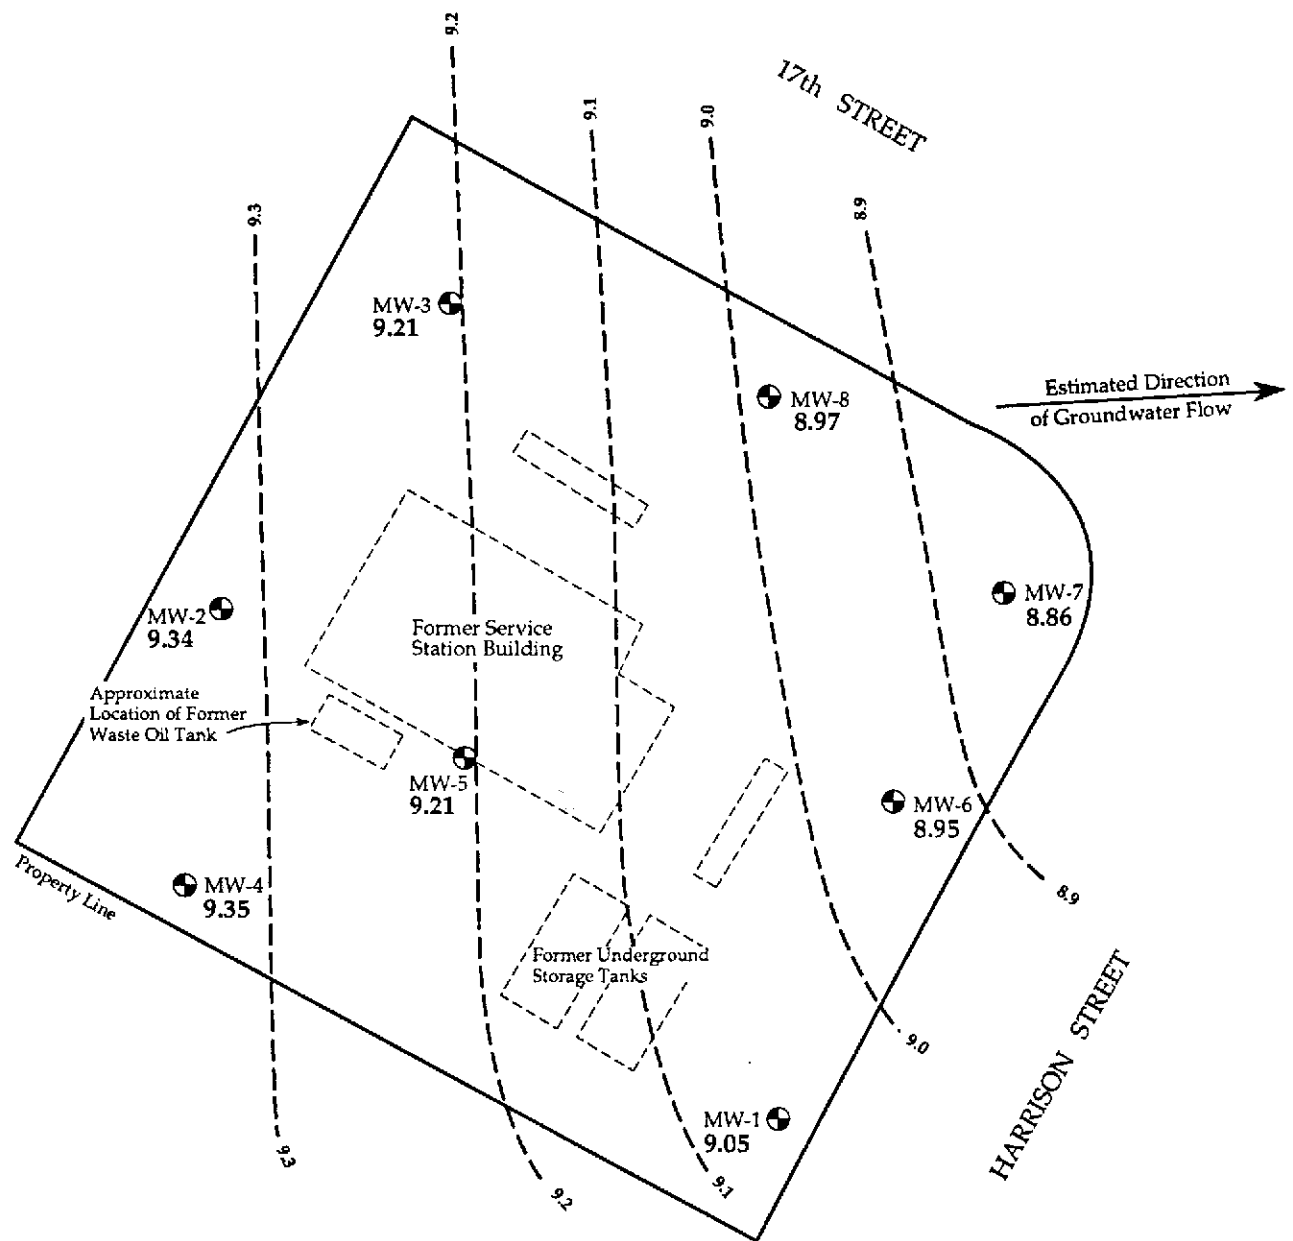 9.2
17th STREET
9.1
9.0
8.9
9.3
MW-3
9.21
Estimated Direction
of Groundwater Flow
MW-8
8.97
MW-7
8.86
MW-2
9.34
Former Service
Station Building
Approximate
Location of Former
Waste Oil Tank
MW-5
9.21
MW-6
8.95
Property Line
MW-4
9.35
8.9
Former Underground
Storage Tanks
9.0
HARRISON STREET
MW-1
9.05
9.3
9.2
9.1